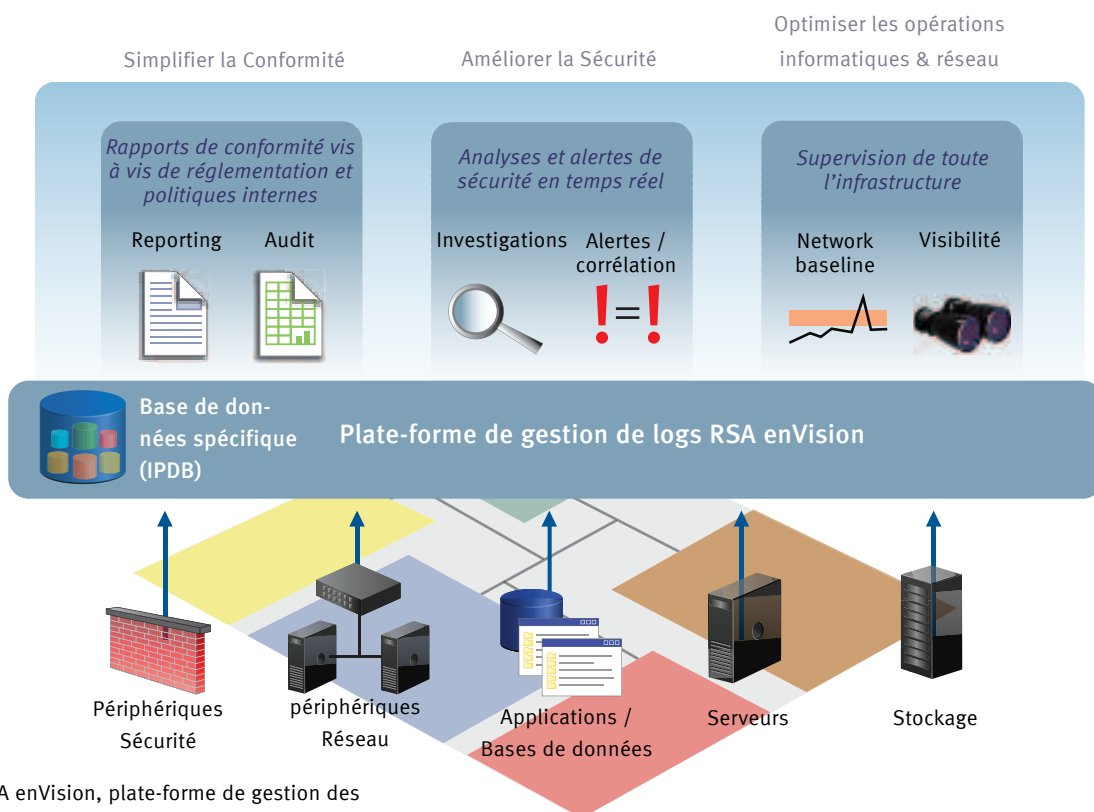 Simplifier la Conformité
Améliorer la Sécurité
Optimiser les opérations
informatiques & réseau
Rapports de conformité vis
à vis de réglementation et
politiques internes
Reporting
Audit
Analyses et alertes de
sécurité en temps réel
Investigations
Alertes /
corrélation
!=!
Supervision de toute
l’infrastructure
Network
baseline
Visibilité
Base de don-
nées spécifique
(IPDB)
Plate-forme de gestion de logs RSA enVision
Périphériques
Sécurité
périphériques
Réseau
Applications /
Bases de données
Serveurs
Stockage
A enVision, plate-forme de gestion des